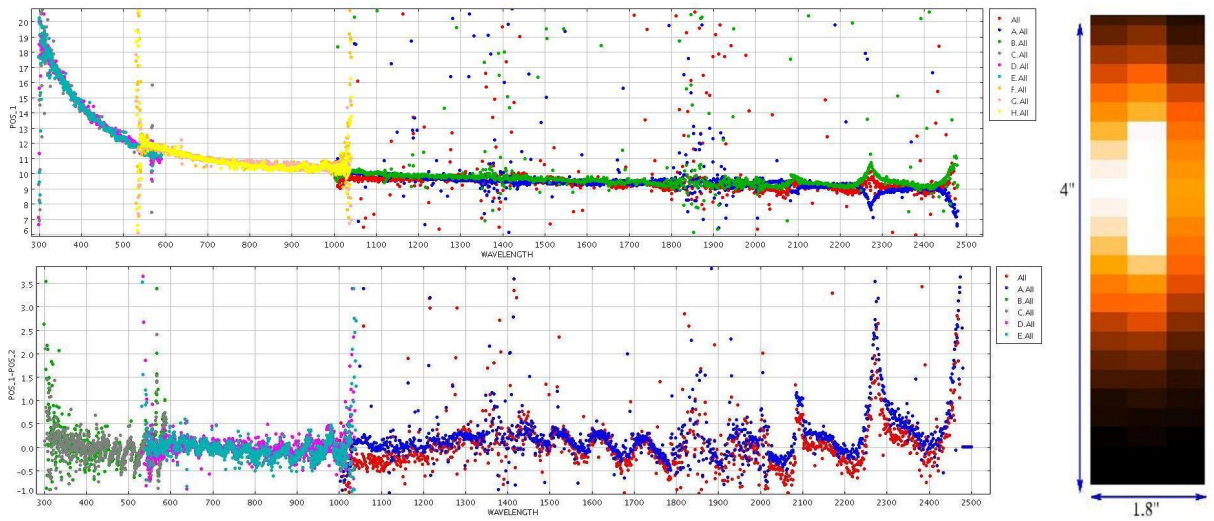 20
19
18
17
16
15
14
13
12
11
10
9
8
7
6
POS_1
300 400 500 600 700 800 900 1000 1100 1200 1300 1400 1500 1600 1700 1800 1900 2000 2100 2200 2300 2400 2500
WAVELENGTH
All
A.All
B.All
C.All
D.All
E.All
F.All
G.All
H.All
3.5
3.0
2.5
2.0
1.5
1.0
0.5
0.0
-0.5
-1.0
POS_1-POS_2
300 400 500 600 700 800 900 1000 1100 1200 1300 1400 1500 1600 1700 1800 1900 2000 2100 2200 2300 2400 2500
WAVELENGTH
All
A.All
B.All
C.All
D.All
E.All
4"
1.8"